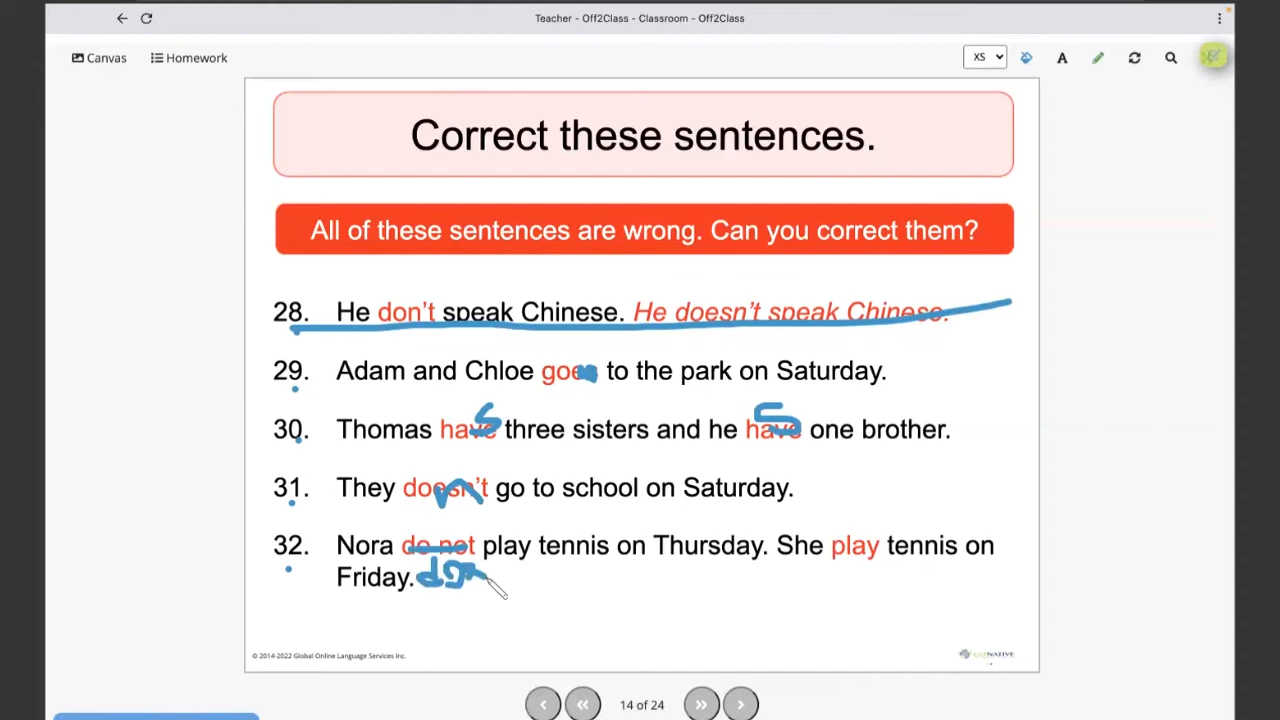 Teacher - Off2Class - Classroom - Off2Class
Canvas Homework XS A
Correct these sentences.
All of these sentences are wrong. Can you correct them?
28. He don't speak Chinese. He doesn't speak Chinese.
29. Adam and Chloe goes to the park on Saturday.
30. Thomas have three sisters and he have one brother.
31. They doesn't go to school on Saturday.
32. Nora do not play tennis on Thursday. She play tennis on
Friday.
© 2014-2022 Global Online Language Services Inc.
14 of 24